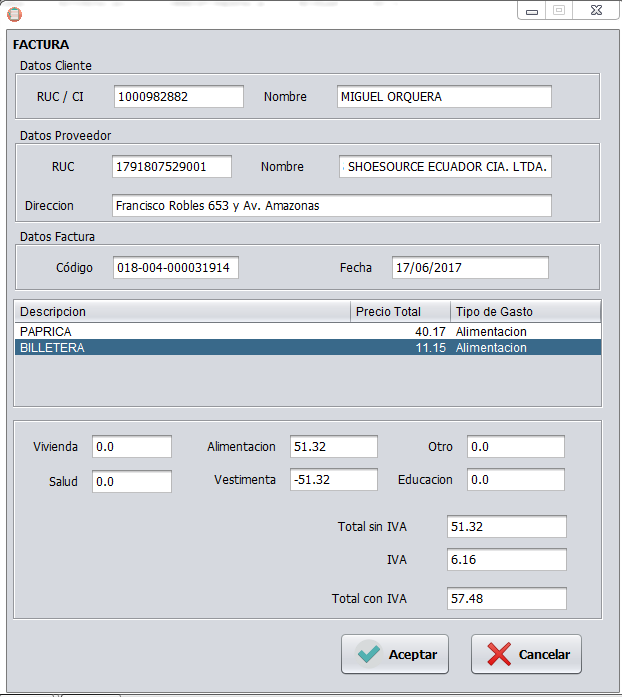 FACTURA
Datos Cliente
RUC / CI 1000982882 Nombre MIGUEL ORQUERA
Datos Proveedor
RUC 1791807529001 Nombre SHOESOURCE ECUADOR CIA. LTDA.
Direccion Francisco Robles 653 y Av. Amazonas
Datos Factura
Código 018-004-000031914 Fecha 17/06/2017
Descripcion Precio Total Tipo de Gasto
PAPRICA 40.17 Alimentacion
BILLETERA 11.15 Alimentacion
Vivienda 0.0 Alimentacion 51.32 Otro 0.0
Salud 0.0 Vestimenta -51.32 Educacion 0.0
Total sin IVA 51.32
IVA 6.16
Total con IVA 57.48
Aceptar Cancelar